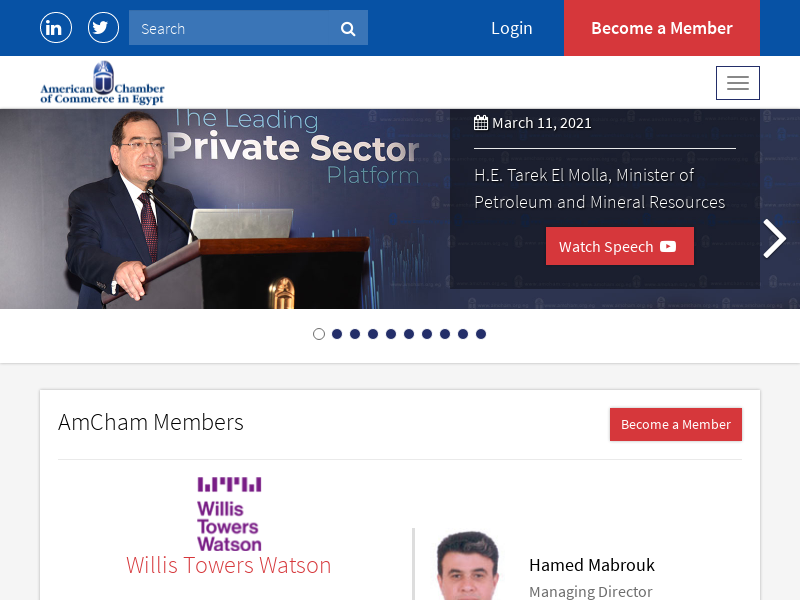 Search
Login
Become a Member
American Chamber
of Commerce in Egypt
The Leading
Private Sector
Platform
March 11, 2021
H.E. Tarek El Molla, Minister of
Petroleum and Mineral Resources
Watch Speech
AmCham Members
Become a Member
Willis
Towers
Watson
Willis Towers Watson
Hamed Mabrouk
Managing Director